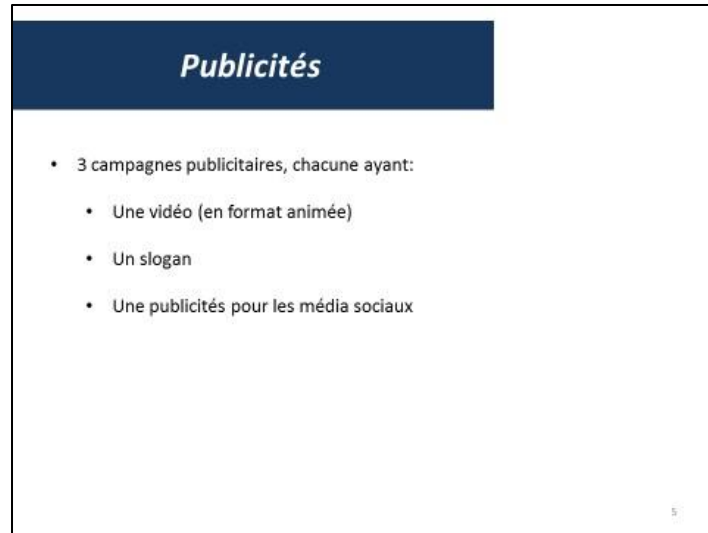 Publicités
• 3 campagnes publicitaires, chacune ayant:
• Une vidéo (en format animée)
• Un slogan
• Une publicités pour les média sociaux
5